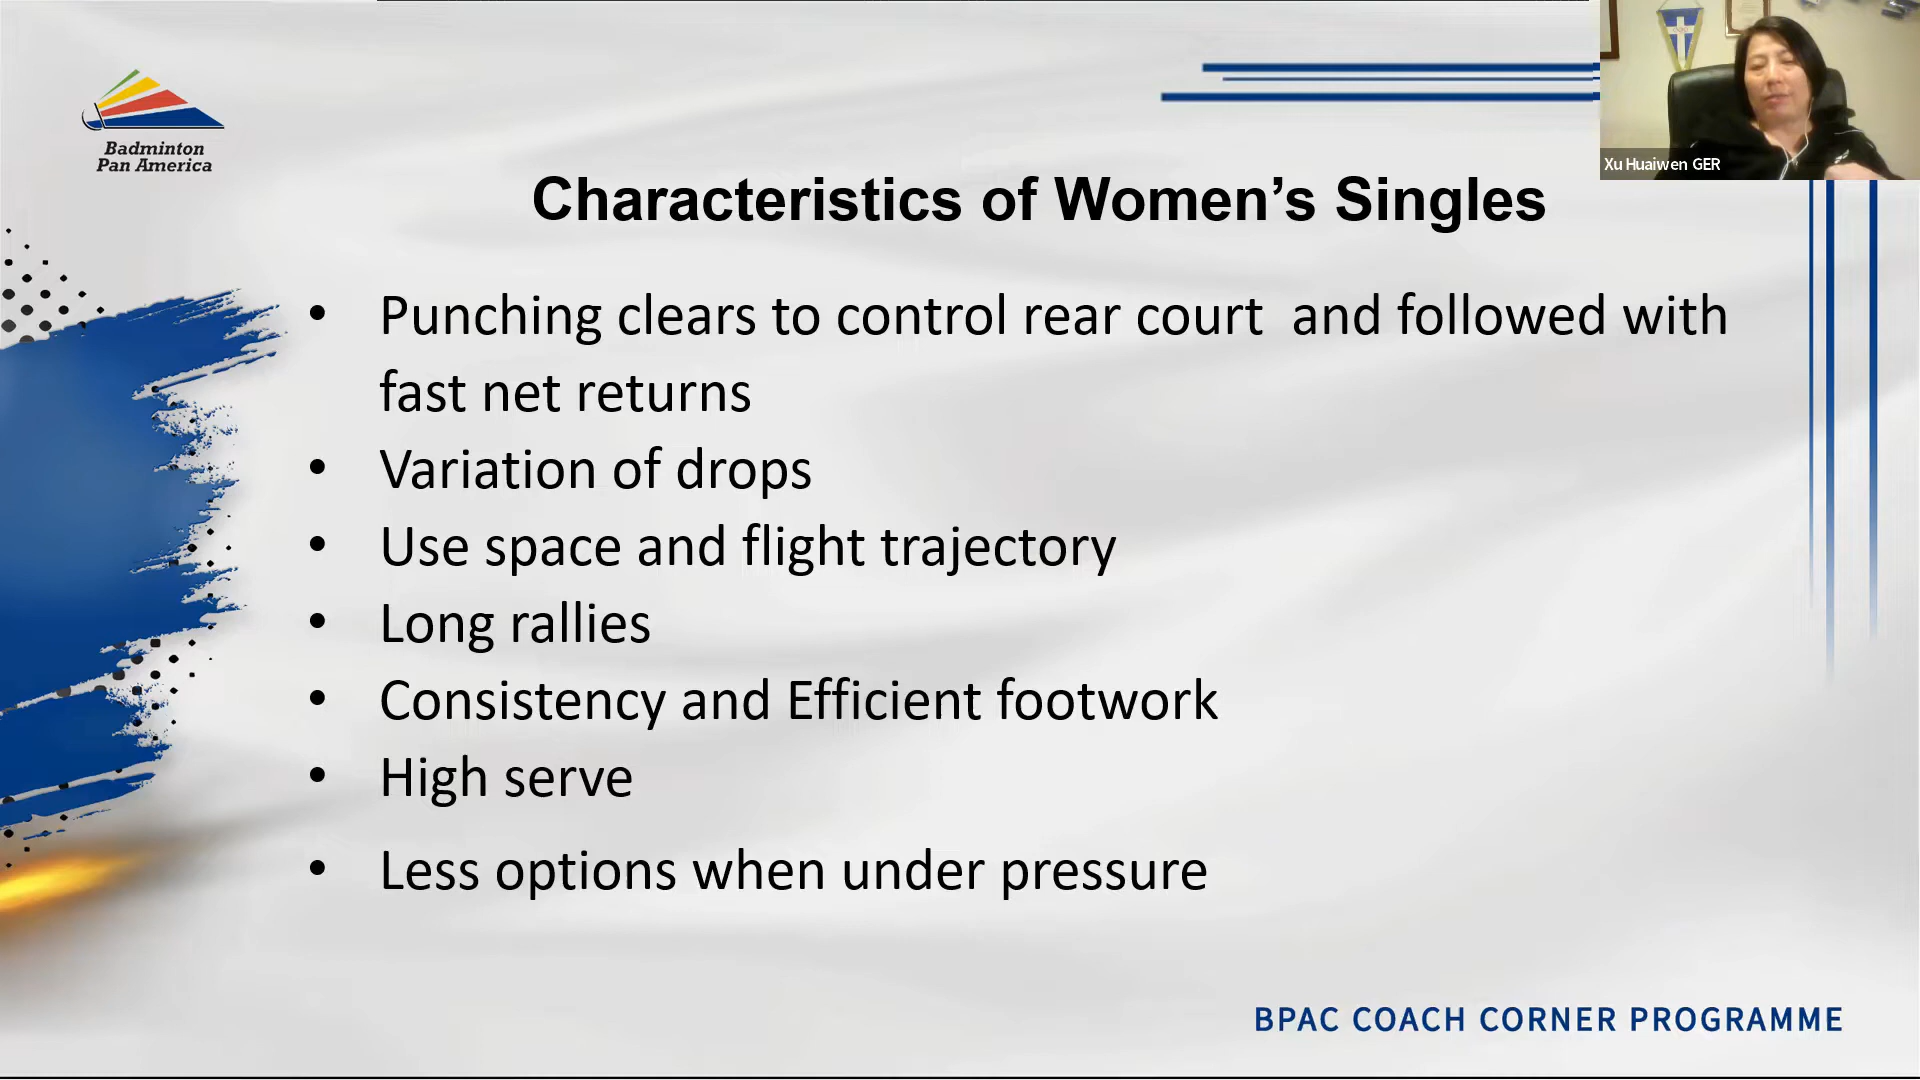 Badminton
Pan America
Xu Huaiwen GER
Characteristics of Women’s Singles
• Punching clears to control rear court  and followed with
fast net returns
• Variation of drops
• Use space and flight trajectory
• Long rallies
• Consistency and Efficient footwork
• High serve
• Less options when under pressure
BPAC COACH CORNER PROGRAMME